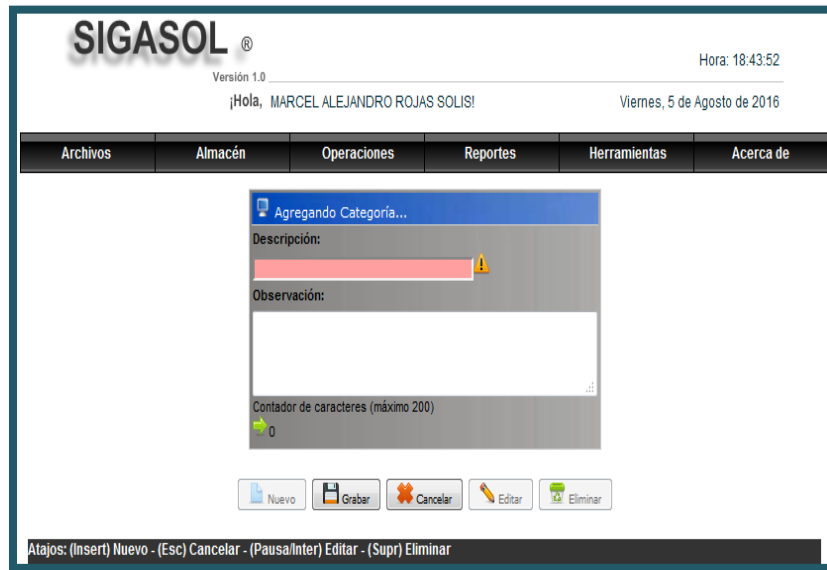 SIGASOL ®
Hora: 18:43:52
Versión 1.0
¡Hola, MARCEL ALEJANDRO ROJAS SOLIS! Viernes, 5 de Agosto de 2016
Archivos Almacén Operaciones Reportes Herramientas Acerca de
Agregando Categoría...
Descripción:
Observación:
Contador de caracteres (máximo 200)
0
Nuevo Grabar Cancelar Editar Eliminar
Atajos: (Insert) Nuevo - (Esc) Cancelar - (Pausa/Inter) Editar - (Supr) Eliminar